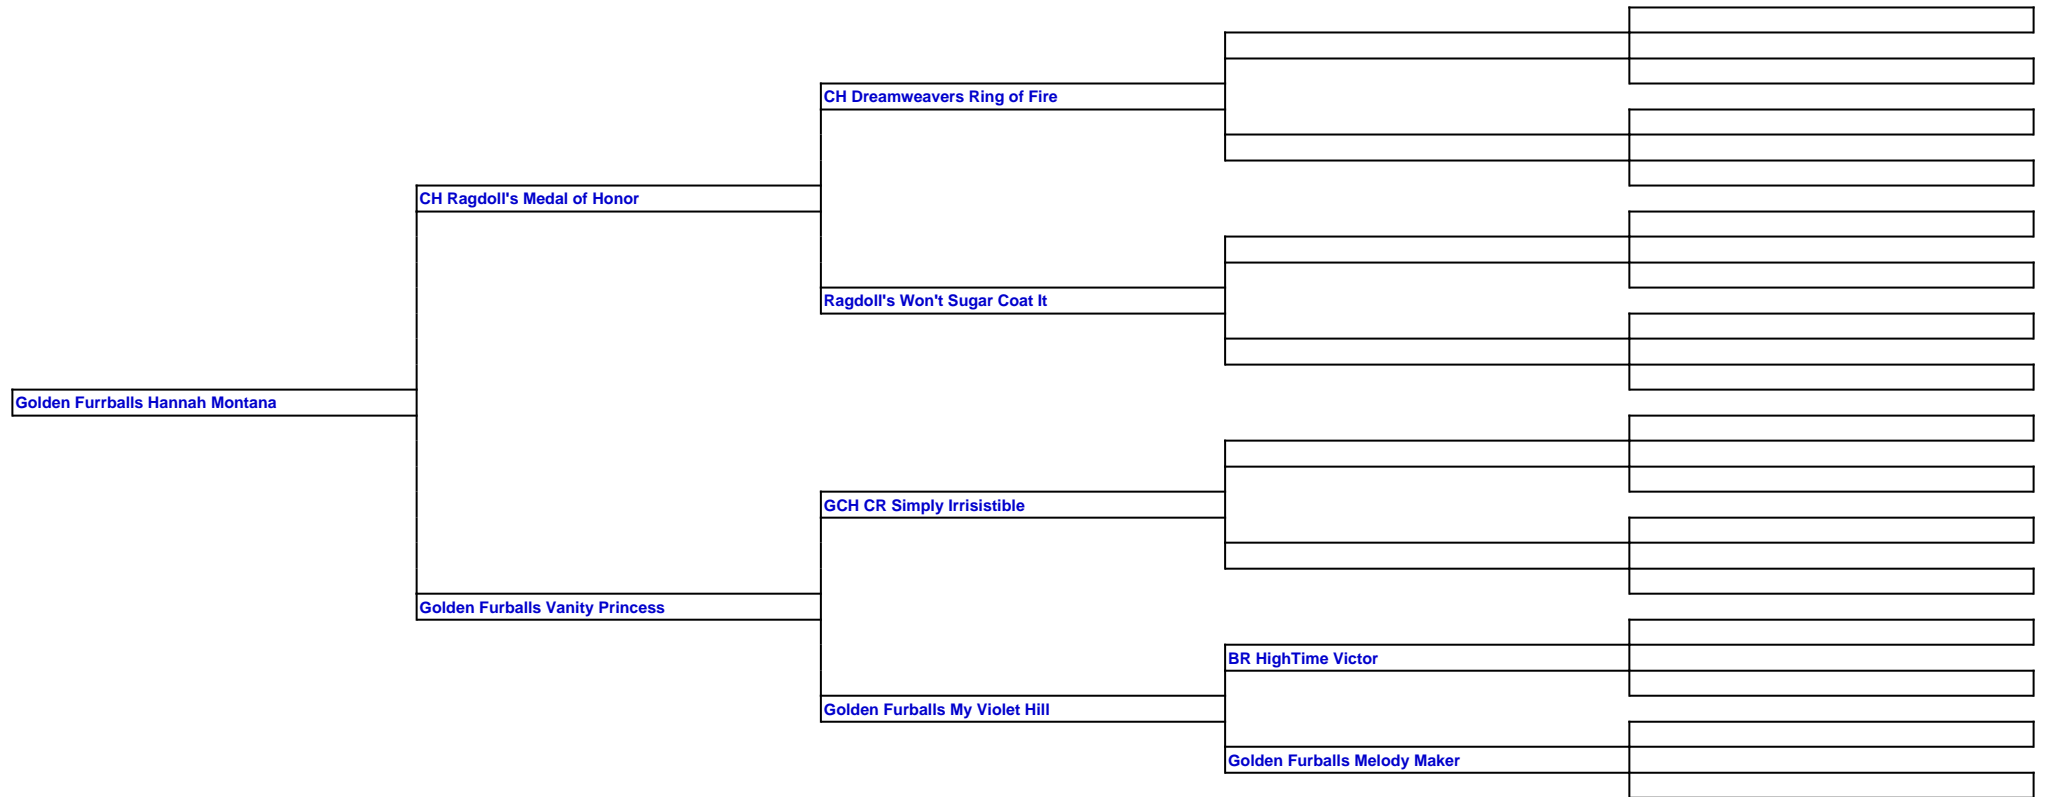 CH Dreamweavers Ring of Fire
CH Ragdoll's Medal of Honor
Ragdoll's Won't Sugar Coat It
Golden Furrballs Hannah Montana
GCH CR Simply Irrisistible
Golden Furballs Vanity Princess
BR HighTime Victor
Golden Furballs My Violet Hill
Golden Furballs Melody Maker